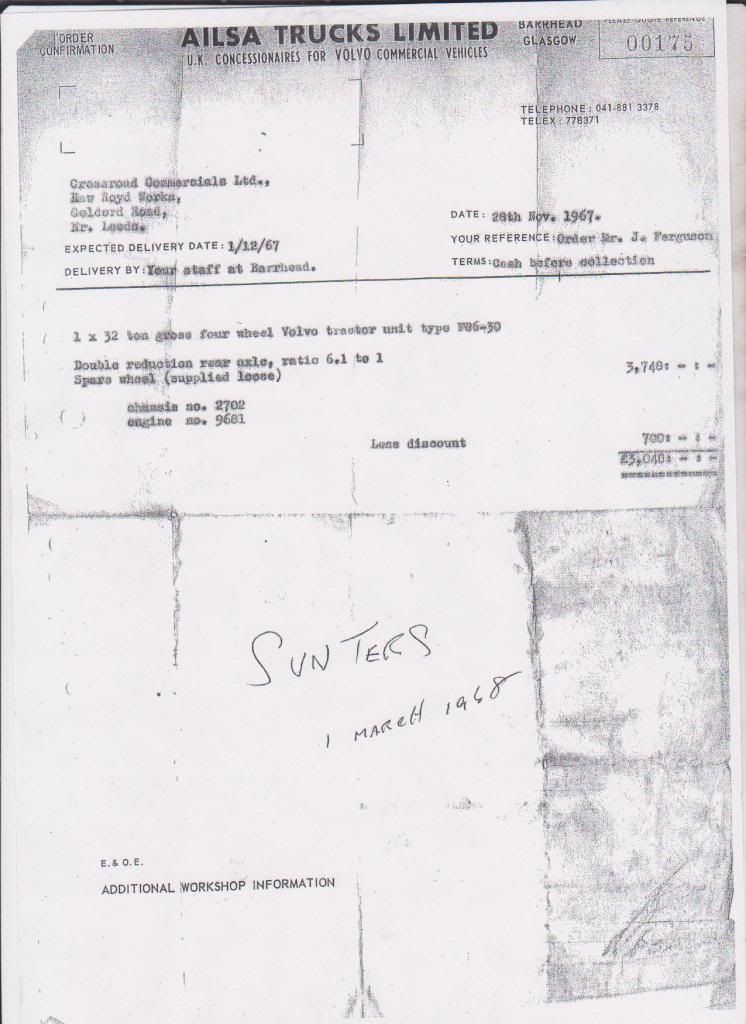 ORDER
CONFIRMATION
AILSA TRUCKS LIMITED
U.K. CONCESSIONAIRES FOR VOLVO COMMERCIAL VEHICLES
BARRHEAD
GLASGOW
PLEASE QUOTE REFERENCE
00175
TELEPHONE: 041-881 3378
TELEX: 778371
Crossroad Commercials Ltd.,
Haw Royd Works,
Gelderd Road,
Nr. Leeds.
DATE: 28th Nov. 1967.
EXPECTED DELIVERY DATE: 1/12/67
YOUR REFERENCE: Order Mr. J. Ferguson
DELIVERY BY: Your staff at Barrhead.
TERMS: Cash before collection
1 x 32 ton gross four wheel Volvo tractor unit type F86-30
Double reduction rear axle, ratio 6.1 to 1
3,748: - : -
Spare wheel (supplied loose)
chassis no. 2702
engine no. 9681
Less discount
700: - : -
£3,048: - : -
SUNTERS
1 MARCH 1968
E. & O. E.
ADDITIONAL WORKSHOP INFORMATION